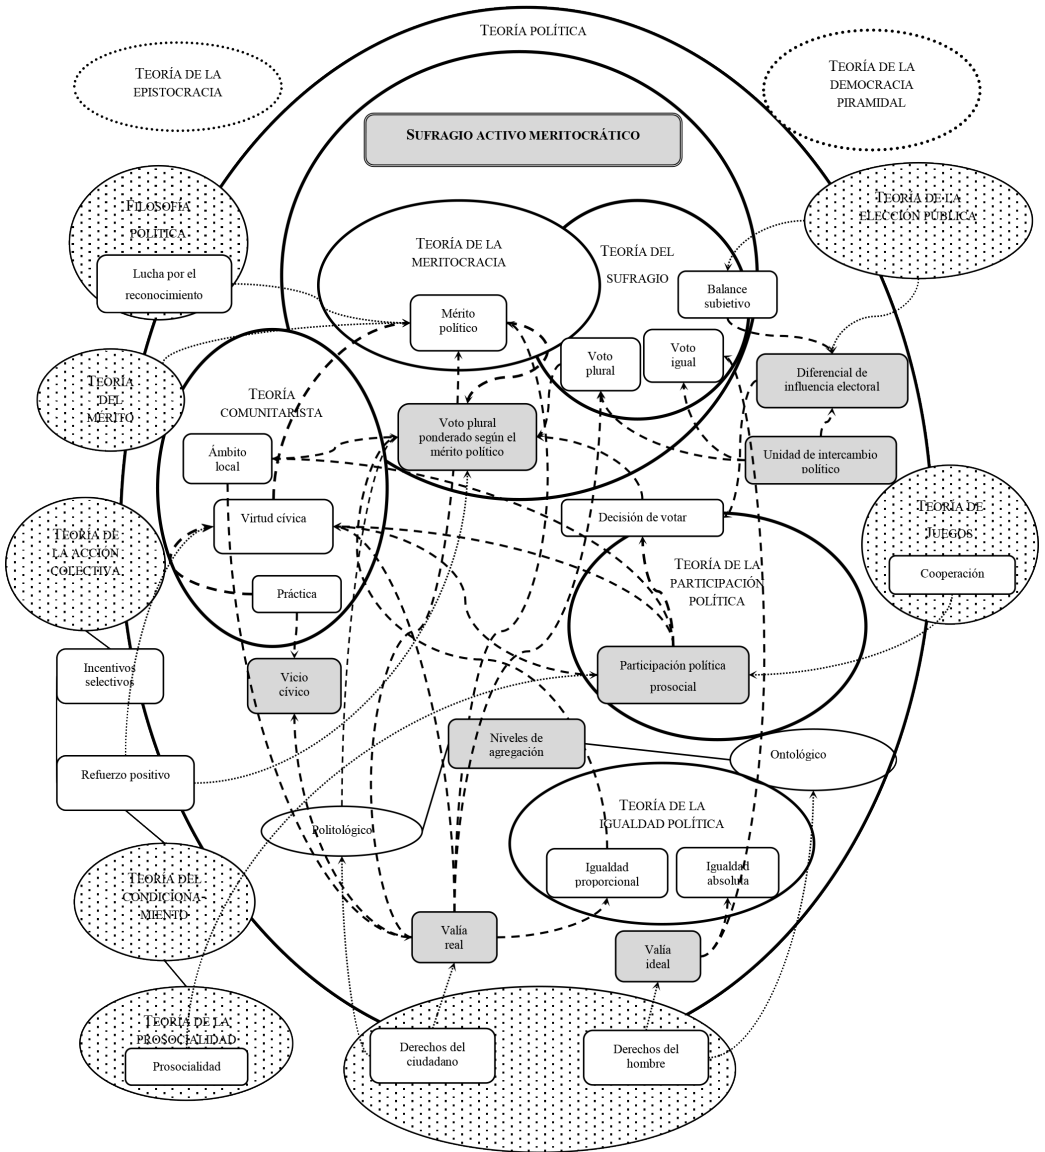 TEORÍA POLÍTICA
TEORÍA DE LA
EPISTOCRACIA
TEORÍA DE LA
DEMOCRACIA
PIRAMIDAL
SUFRAGIO ACTIVO MERITOCRÁTICO
FILOSOFÍA
POLÍTICA
Lucha por el
reconocimiento
TEORÍA DE LA
ELECCIÓN PÚBLICA
TEORÍA DE LA
MERITOCRACIA
TEORÍA DEL
SUFRAGIO
Balance
subjetivo
Mérito
político
Voto
plural
Voto
igual
Diferencial de
influencia electoral
TEORÍA
DEL
MÉRITO
TEORÍA
COMUNITARISTA
Voto plural
ponderado según el
mérito político
Ámbito
local
Unidad de intercambio
político
Virtud cívica
Decisión de votar
TEORÍA DE
JUEGOS
Cooperación
TEORÍA DE
LA ACCIÓN
COLECTIVA
TEORÍA DE LA
PARTICIPACIÓN
POLÍTICA
Práctica
Incentivos
selectivos
Vicio
cívico
Participación política
prosocial
Niveles de
agregación
Ontológico
Refuerzo positivo
TEORÍA DE LA
IGUALDAD POLÍTICA
Politológico
Igualdad
proporcional
Igualdad
absoluta
TEORÍA DEL
CONDICIONA-
MIENTO
Valía
real
Valía
ideal
TEORÍA DE LA
PROSOCIALIDAD
Prosocialidad
Derechos del
ciudadano
Derechos del
hombre